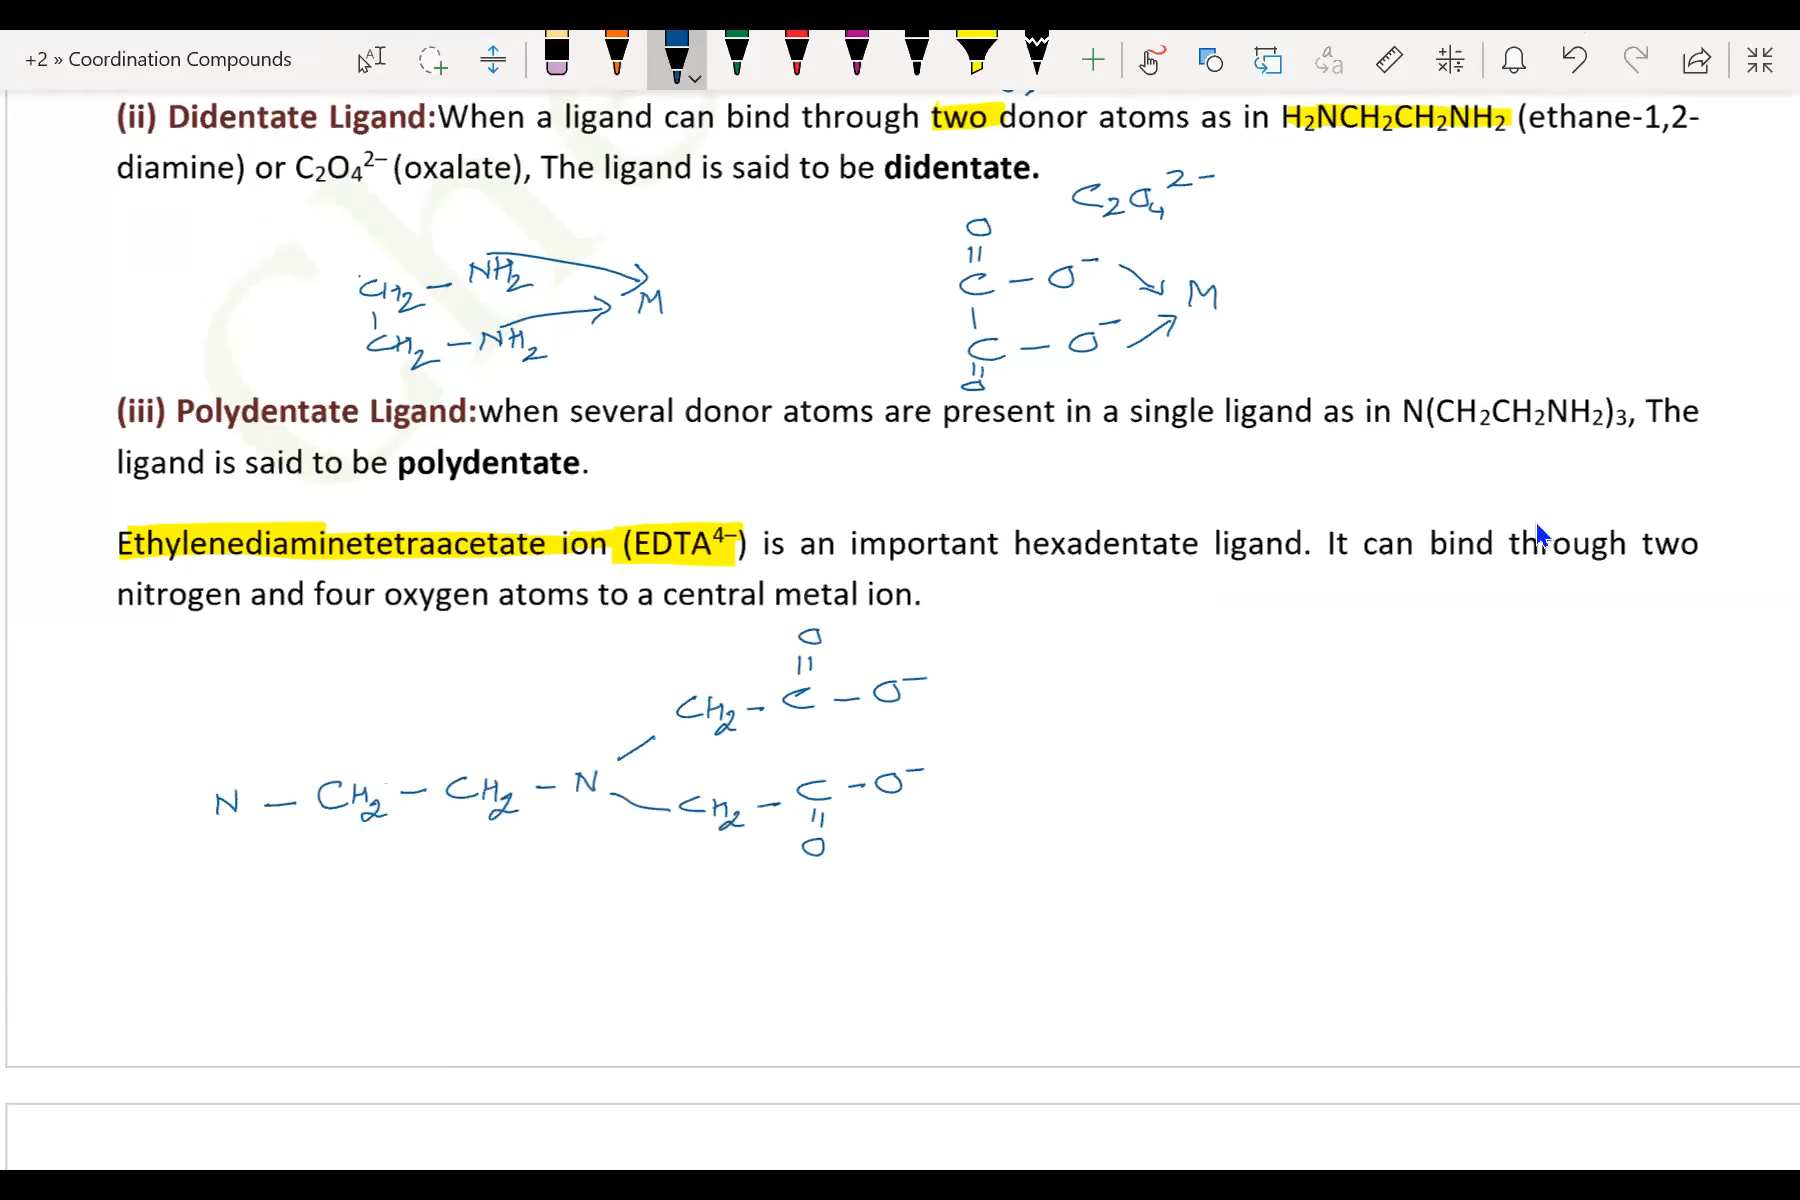 +2 » Coordination Compounds
(ii) Didentate Ligand:When a ligand can bind through two donor atoms as in H₂NCH₂CH₂NH₂ (ethane-1,2-
diamine) or C₂O₄²⁻ (oxalate), The ligand is said to be didentate.
C₂O₄²⁻
CH₂ – NH₂
M
CH₂ – NH₂
O
||
C – O⁻
M
|
C – O⁻
||
O
(iii) Polydentate Ligand:when several donor atoms are present in a single ligand as in N(CH₂CH₂NH₂)₃, The
ligand is said to be polydentate.
Ethylenediaminetetraacetate ion (EDTA⁴⁻) is an important hexadentate ligand. It can bind through two
nitrogen and four oxygen atoms to a central metal ion.
O
||
CH₂ – C – O⁻
N – CH₂ – CH₂ – N
CH₂ – C – O⁻
||
O